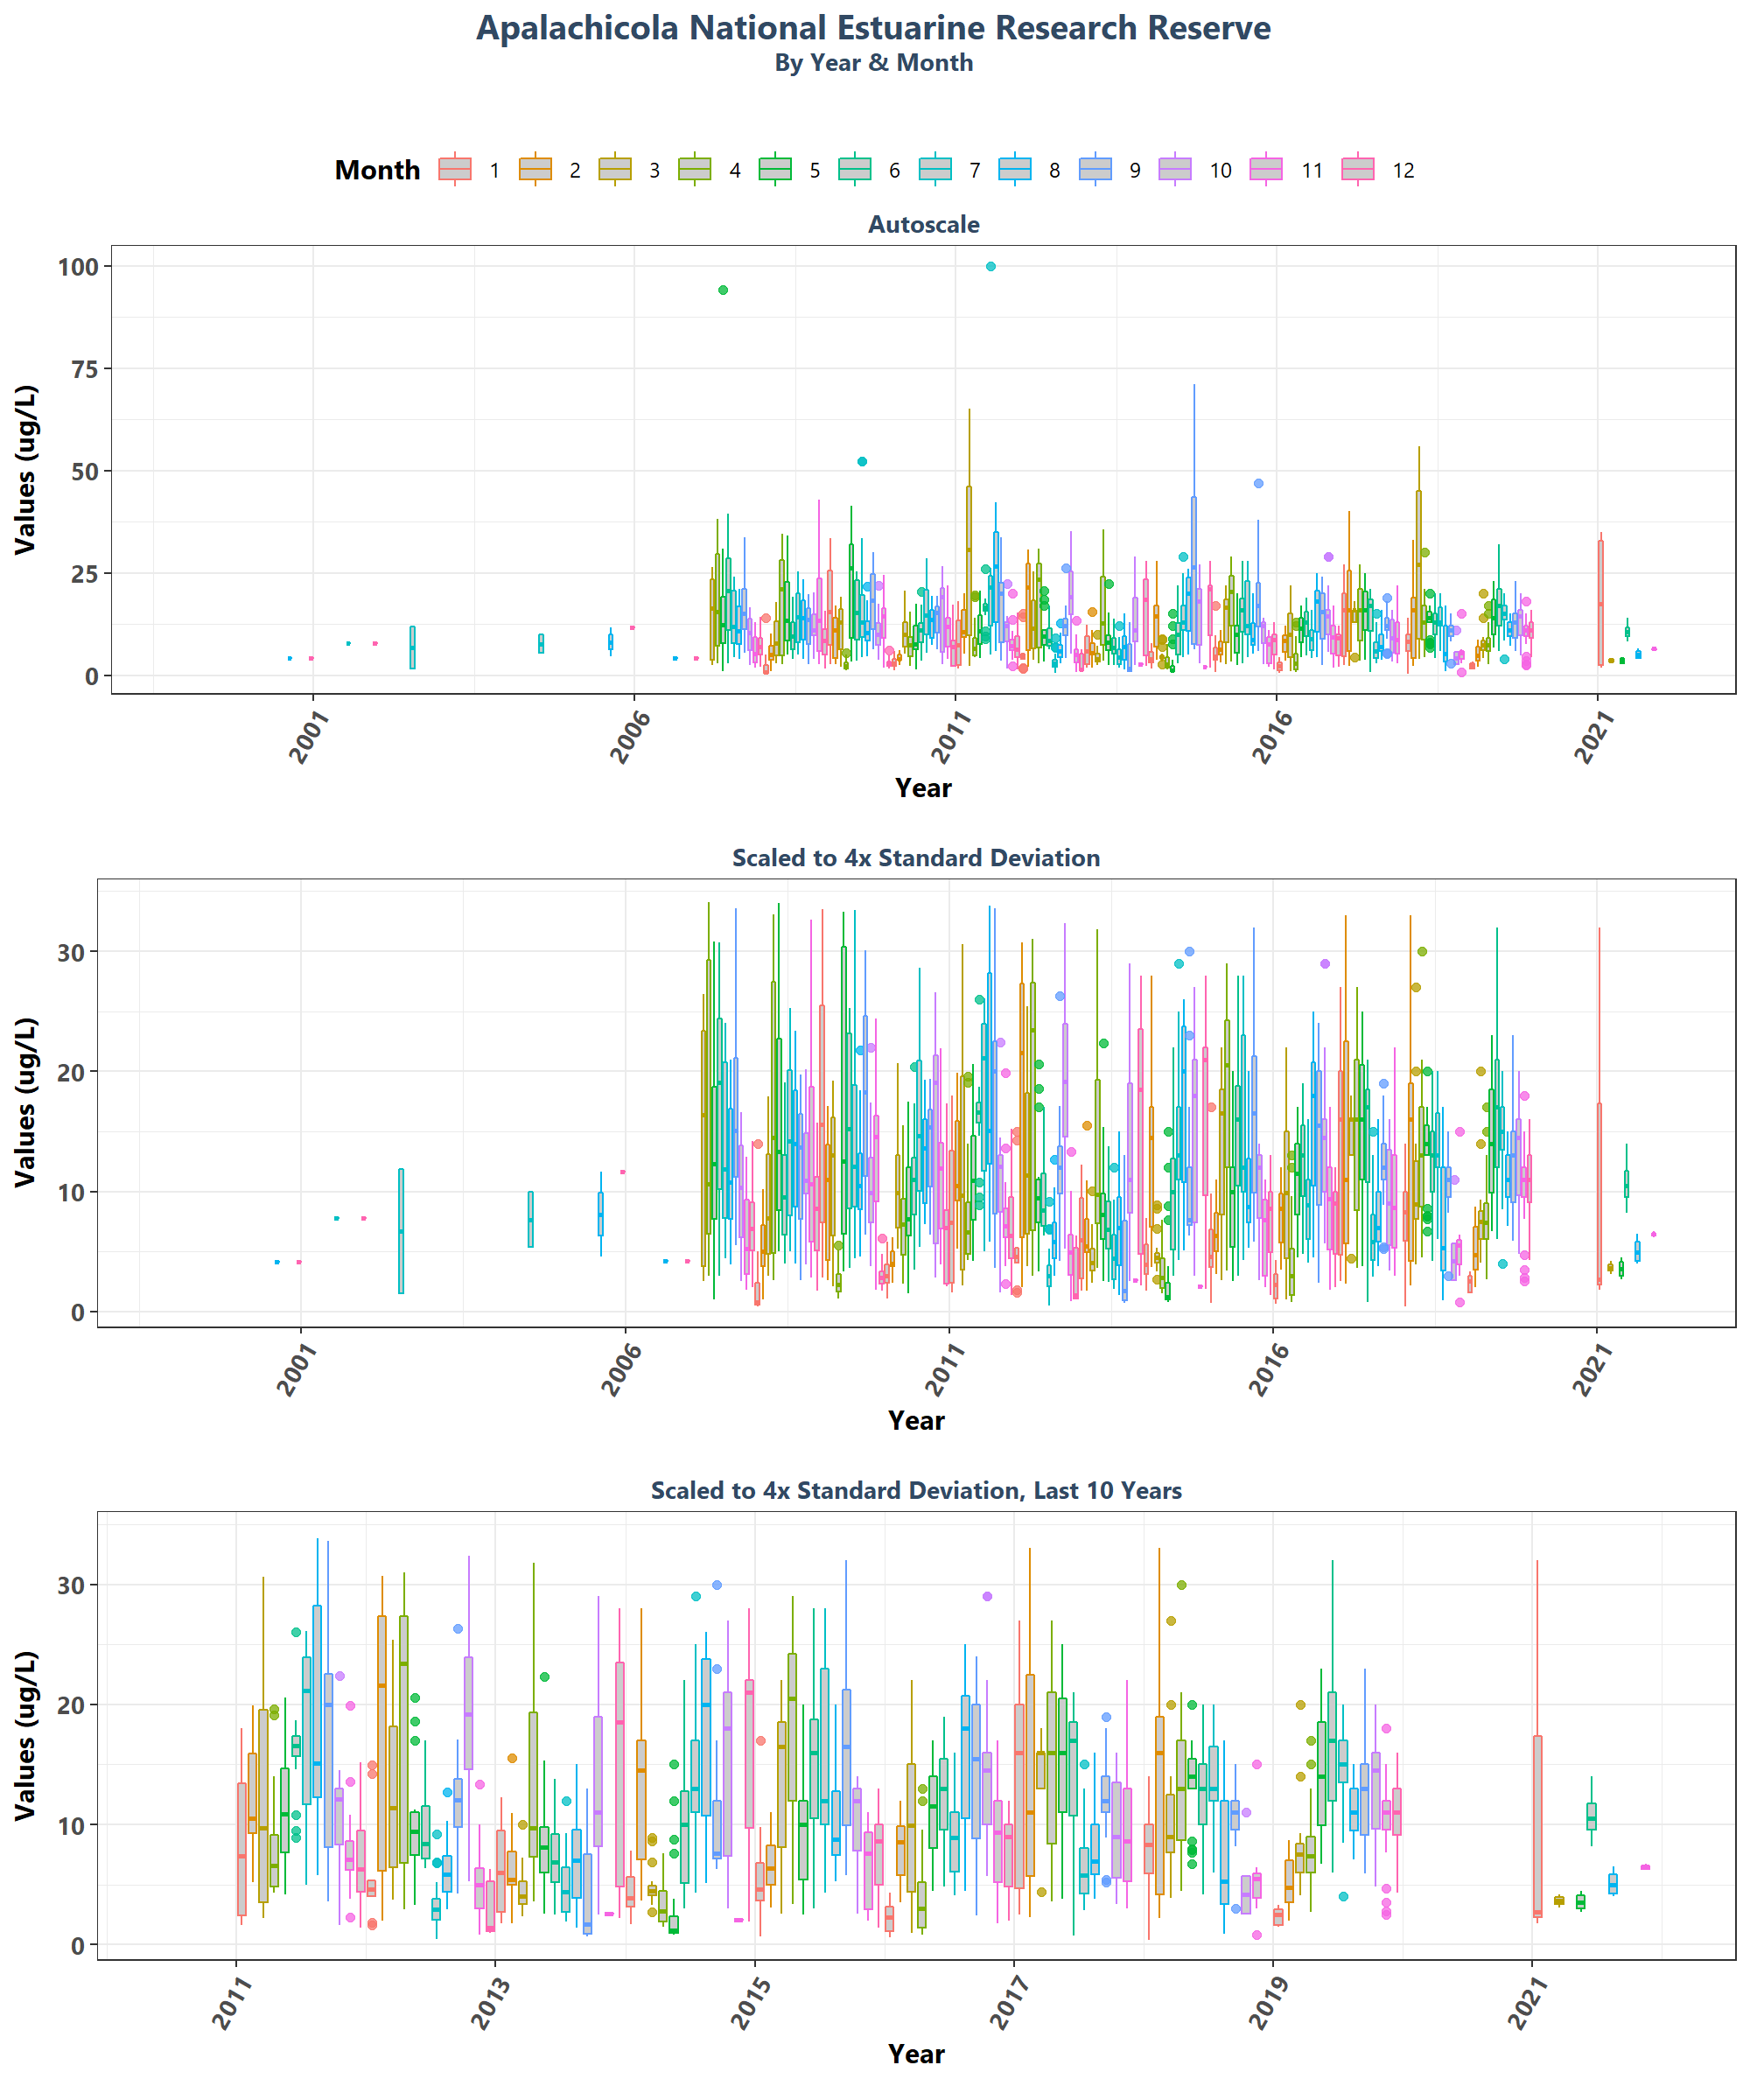 Apalachicola National Estuarine Research Reserve
By Year & Month
Month 1 2 3 4 5 6 7 8 9 10 11 12
Autoscale
Values (ug/L)
100
75
50
25
0
2001 2006 2011 2016 2021
Year
Scaled to 4x Standard Deviation
Values (ug/L)
30
20
10
0
2001 2006 2011 2016 2021
Year
Scaled to 4x Standard Deviation, Last 10 Years
Values (ug/L)
30
20
10
0
2011 2013 2015 2017 2019 2021
Year